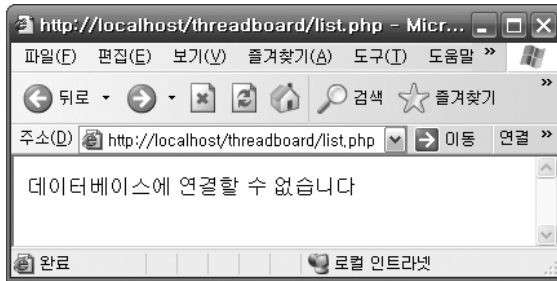 http://localhost/threadboard/list.php - Micr...
파일(F) 편집(E) 보기(V) 즐겨찾기(A) 도구(T) 도움말 »
뒤로 검색 즐겨찾기 »
주소(D) http://localhost/threadboard/list.php 이동 연결 »
데이터베이스에 연결할 수 없습니다
완료 로컬 인트라넷